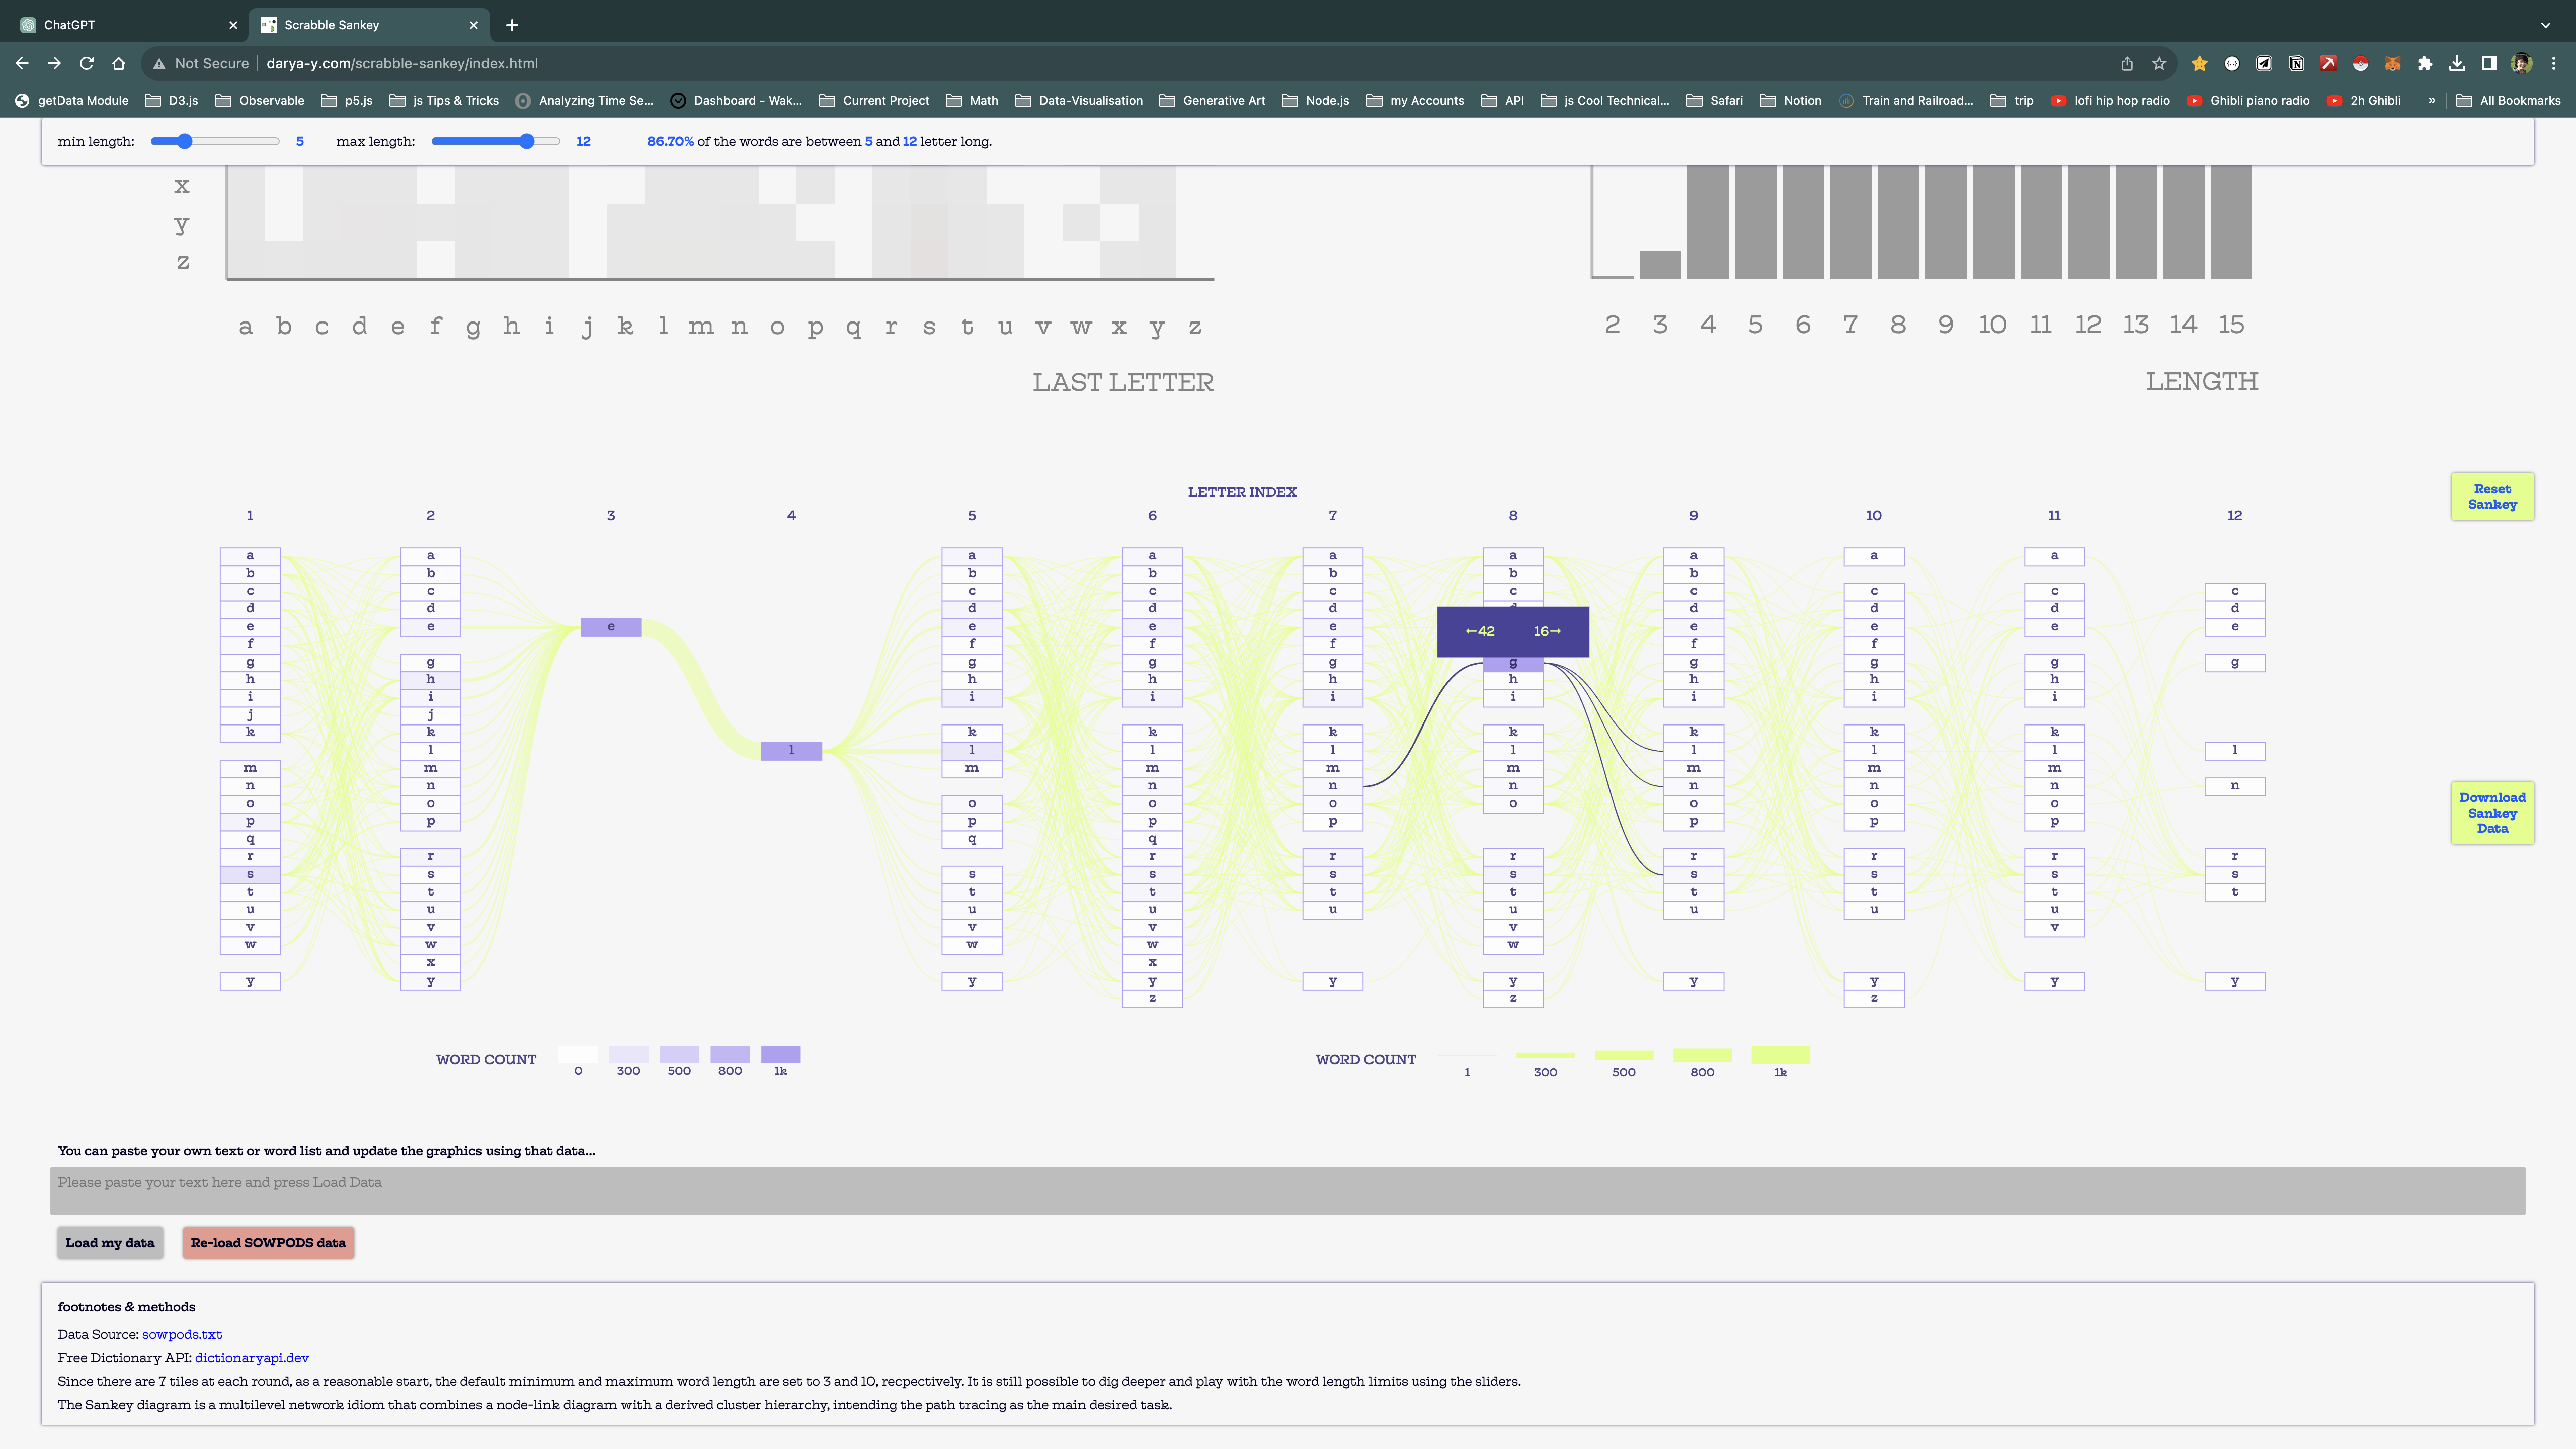 ChatGPT
Scrabble Sankey
Not Secure darya-y.com/scrabble-sankey/index.html
getData Module D3.js Observable p5.js js Tips & Tricks Analyzing Time Se... Dashboard - Wak... Current Project Math Data-Visualisation Generative Art Node.js my Accounts API js Cool Technical... Safari Notion Train and Railroad... trip lofi hip hop radio Ghibli piano radio 2h Ghibli » All Bookmarks
min length: 5 max length: 12 86.70% of the words are between 5 and 12 letter long.
x
y
z
a b c d e f g h i j k l m n o p q r s t u v w x y z
LAST LETTER
2 3 4 5 6 7 8 9 10 11 12 13 14 15
LENGTH
LETTER INDEX
1 2 3 4 5 6 7 8 9 10 11 12
Reset
Sankey
a a a a a a a a a
b b b b b b b
c c c c c c c c c c
d d d d d d d d d
e e e e e e e e e e e
←42 16→
f f f f f f f
g g g g g g g g g g
h h h h h h h h
i i i i i i i i
j j
k k k k k k k k k
l l l l l l l l l l
m m m m m m m m m
n n n n n n n n n
o o o o o o o o o
p p p p p p p p
q q q
r r r r r r r r
s s s s s s s s s s
t t t t t t t t t t
u u u u u u u u u
v v v v v v
w w w w w
x x
y y y y y y y y y y
z z z
Download
Sankey
Data
WORD COUNT 0 300 500 800 1k
WORD COUNT 1 300 500 800 1k
You can paste your own text or word list and update the graphics using that data...
Please paste your text here and press Load Data
Load my data Re-load SOWPODS data
footnotes & methods
Data Source: sowpods.txt
Free Dictionary API: dictionaryapi.dev
Since there are 7 tiles at each round, as a reasonable start, the default minimum and maximum word length are set to 3 and 10, recpectively. It is still possible to dig deeper and play with the word length limits using the sliders.
The Sankey diagram is a multilevel network idiom that combines a node-link diagram with a derived cluster hierarchy, intending the path tracing as the main desired task.